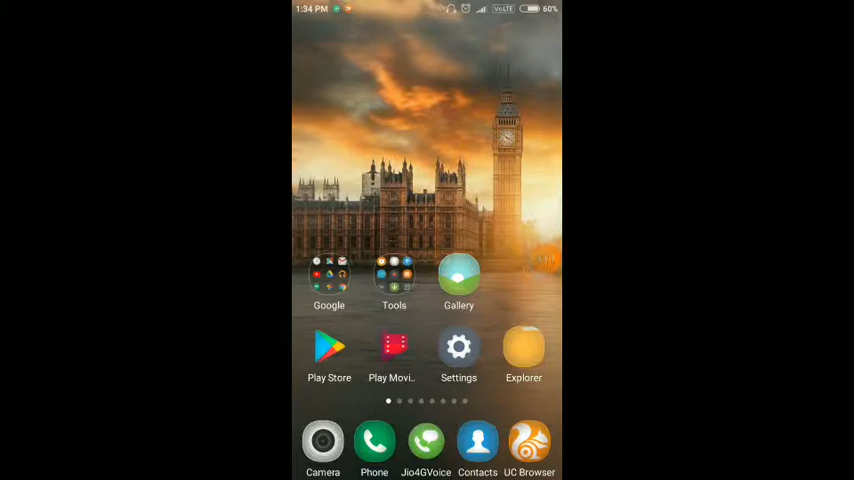 1:34 PM VoLTE 60%
Google Tools Gallery
Play Store Play Movi.. Settings Explorer
Camera Phone Jio4GVoice Contacts UC Browser